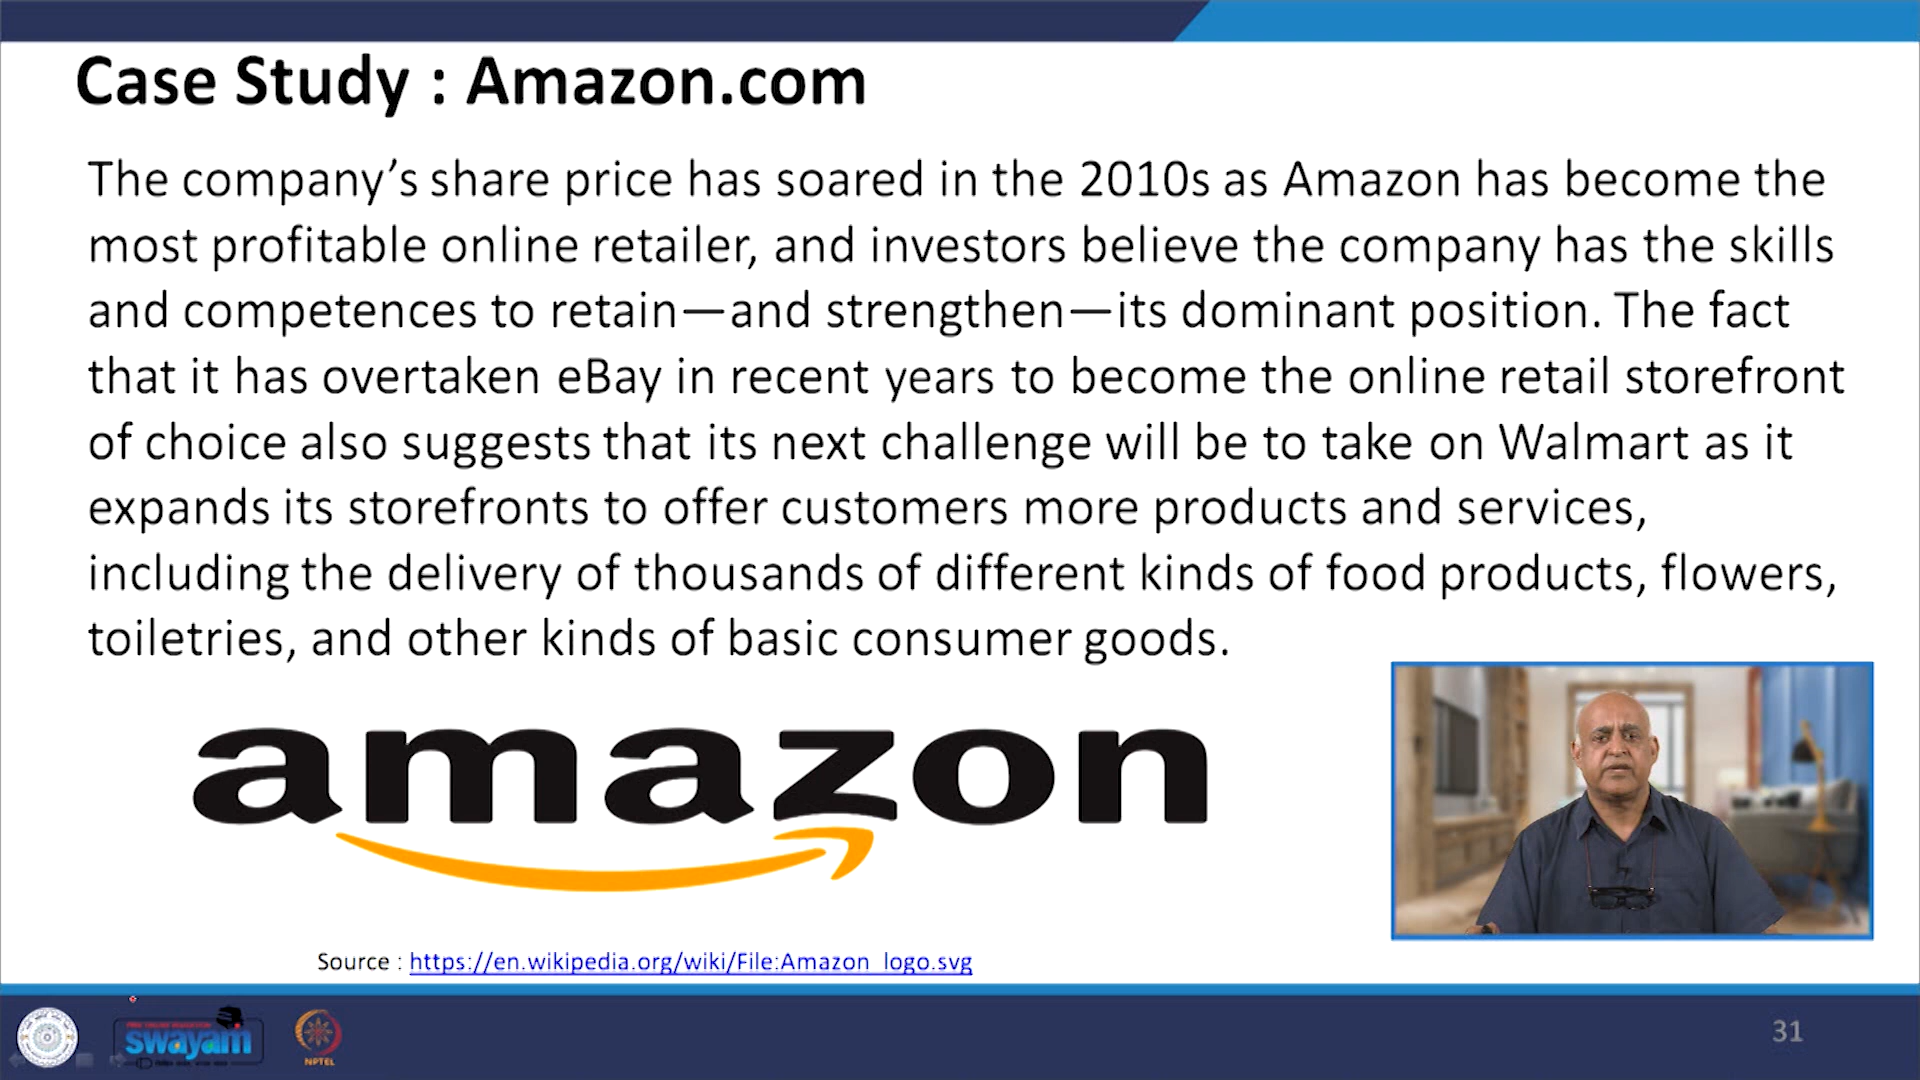 Case Study : Amazon.com
The company’s share price has soared in the 2010s as Amazon has become the
most profitable online retailer, and investors believe the company has the skills
and competences to retain—and strengthen—its dominant position. The fact
that it has overtaken eBay in recent years to become the online retail storefront
of choice also suggests that its next challenge will be to take on Walmart as it
expands its storefronts to offer customers more products and services,
including the delivery of thousands of different kinds of food products, flowers,
toiletries, and other kinds of basic consumer goods.
amazon
Source : https://en.wikipedia.org/wiki/File:Amazon_logo.svg
swayam
NPTEL
31